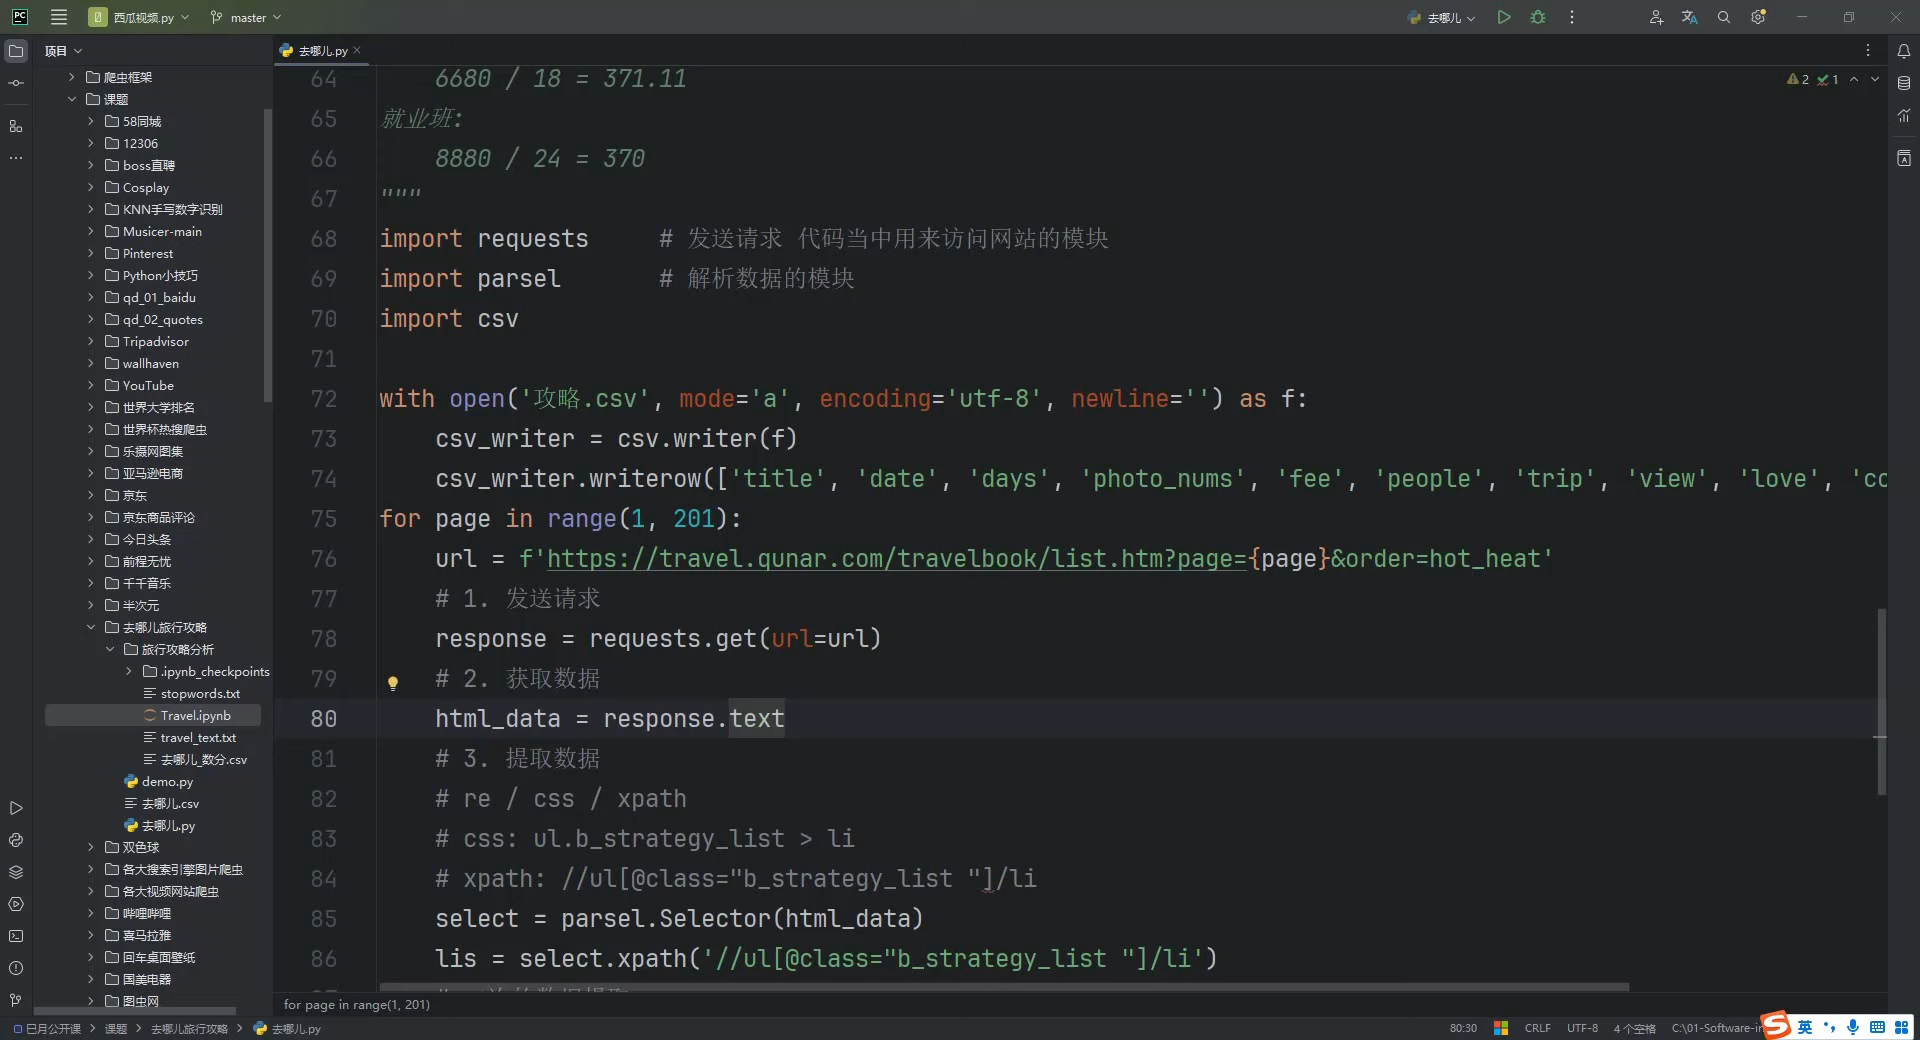 PC
西瓜视频.py
master
去哪儿
项目
去哪儿.py
爬虫框架
课题
58同城
12306
boss直聘
Cosplay
KNN手写数字识别
Musicer-main
Pinterest
Python小技巧
qd_01_baidu
qd_02_quotes
Tripadvisor
wallhaven
YouTube
世界大学排名
世界杯热搜爬虫
乐摄网图集
亚马逊电商
京东
京东商品评论
今日头条
前程无忧
千千音乐
半次元
去哪儿旅行攻略
旅行攻略分析
.ipynb_checkpoints
stopwords.txt
Travel.ipynb
travel_text.txt
去哪儿_数分.csv
demo.py
去哪儿.csv
去哪儿.py
双色球
各大搜索引擎图片爬虫
各大视频网站爬虫
哔哩哔哩
喜马拉雅
回车桌面壁纸
国美电器
图虫网
2 1
64 6680 / 18 = 371.11
65 就业班:
66 8880 / 24 = 370
67 """
68 import requests # 发送请求 代码当中用来访问网站的模块
69 import parsel # 解析数据的模块
70 import csv
71
72 with open('攻略.csv', mode='a', encoding='utf-8', newline='') as f:
73 csv_writer = csv.writer(f)
74 csv_writer.writerow(['title', 'date', 'days', 'photo_nums', 'fee', 'people', 'trip', 'view', 'love', 'co
75 for page in range(1, 201):
76 url = f'https://travel.qunar.com/travelbook/list.htm?page={page}&order=hot_heat'
77 # 1. 发送请求
78 response = requests.get(url=url)
79 # 2. 获取数据
80 html_data = response.text
81 # 3. 提取数据
82 # re / css / xpath
83 # css: ul.b_strategy_list > li
84 # xpath: //ul[@class="b_strategy_list "]/li
85 select = parsel.Selector(html_data)
86 lis = select.xpath('//ul[@class="b_strategy_list "]/li')
for page in range(1, 201)
巳月公开课 > 课题 > 去哪儿旅行攻略 > 去哪儿.py
80:30 CRLF UTF-8 4 个空格 C:\01-Software-in
S 英